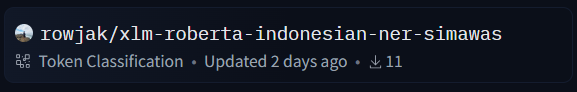 rowjak/xlm-roberta-indonesian-ner-simawas
Token Classification • Updated 2 days ago • 11